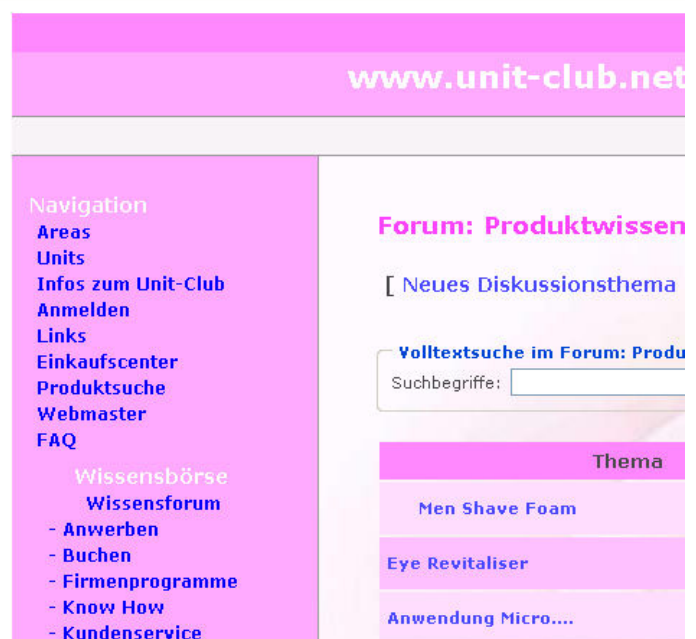 www.unit-club.net
Navigation
Areas
Units
Infos zum Unit-Club
Anmelden
Links
Einkaufscenter
Produktsuche
Webmaster
FAQ
Wissensbörse
Wissensforum
- Anwerben
- Buchen
- Firmenprogramme
- Know How
- Kundenservice
Forum: Produktwissen
[ Neues Diskussionsthema
Volltextsuche im Forum: Produ
Suchbegriffe:
Thema
Men Shave Foam
Eye Revitaliser
Anwendung Micro....